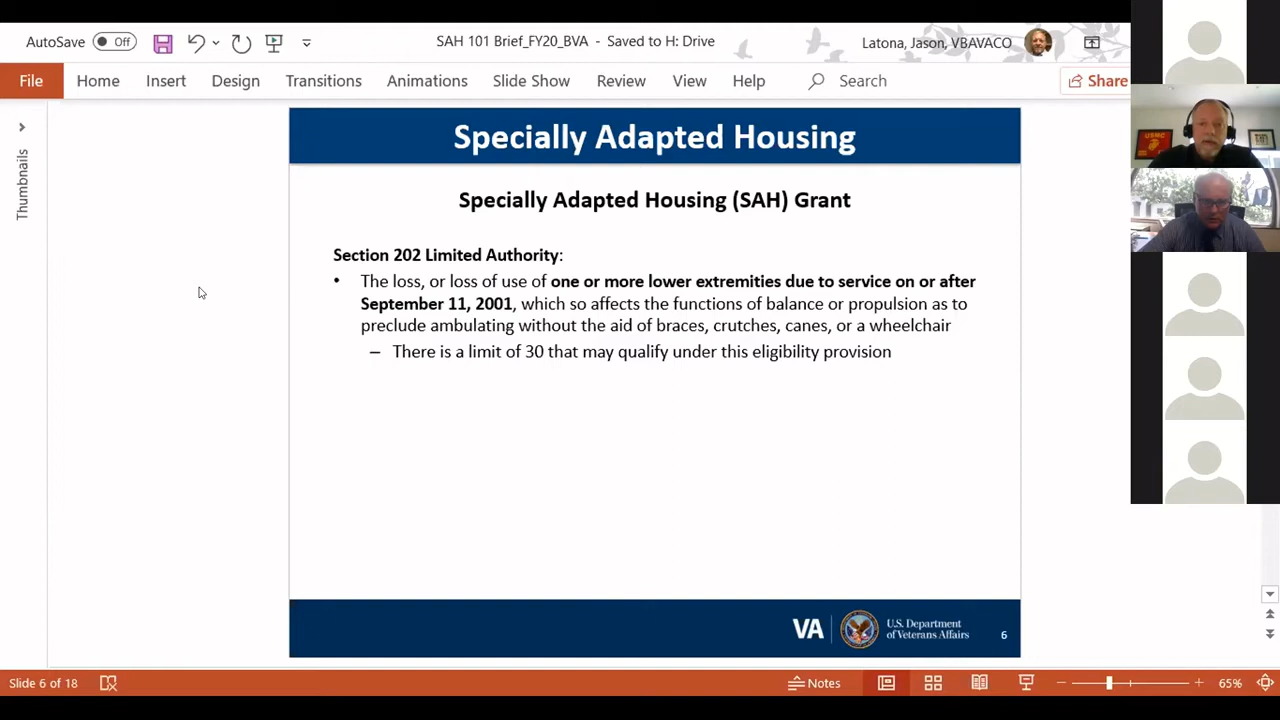 AutoSave Off SAH 101 Brief_FY20_BVA - Saved to H: Drive Latona, Jason, VBAVACO
File Home Insert Design Transitions Animations Slide Show Review View Help Search Share
Thumbnails
Specially Adapted Housing
Specially Adapted Housing (SAH) Grant
Section 202 Limited Authority:
• The loss, or loss of use of one or more lower extremities due to service on or after
September 11, 2001, which so affects the functions of balance or propulsion as to
preclude ambulating without the aid of braces, crutches, canes, or a wheelchair
– There is a limit of 30 that may qualify under this eligibility provision
VA
U.S. Department
of Veterans Affairs
6
Slide 6 of 18 Notes 65%
USMC